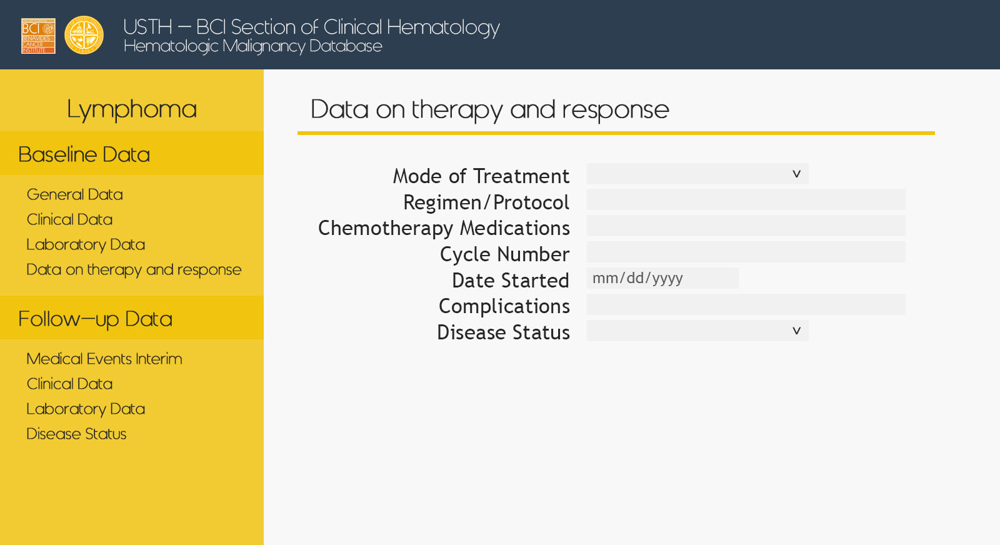 BCI
BENAVIDES
CANCER
INSTITUTE
USTH – BCI Section of Clinical Hematology
Hematologic Malignancy Database
Lymphoma
Baseline Data
General Data
Clinical Data
Laboratory Data
Data on therapy and response
Follow-up Data
Medical Events Interim
Clinical Data
Laboratory Data
Disease Status
Data on therapy and response
Mode of Treatment
Regimen/Protocol
Chemotherapy Medications
Cycle Number
Date Started mm/dd/yyyy
Complications
Disease Status